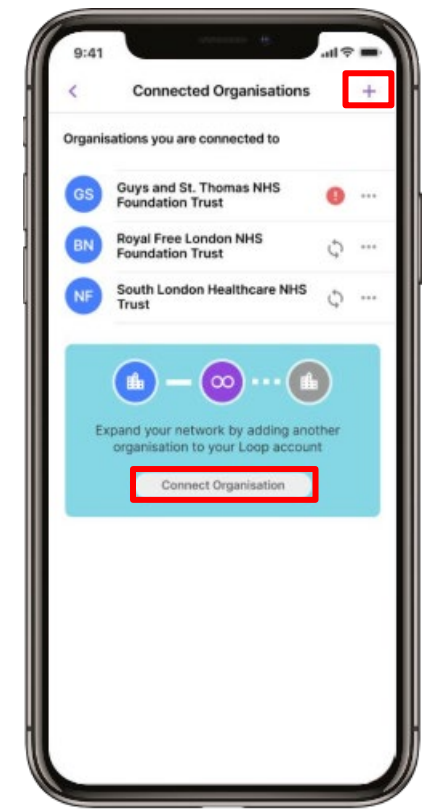 9:41
Connected Organisations
+
Organisations you are connected to
GS
Guys and St. Thomas NHS
Foundation Trust
BN
Royal Free London NHS
Foundation Trust
NF
South London Healthcare NHS
Trust
Expand your network by adding another
organisation to your Loop account
Connect Organisation